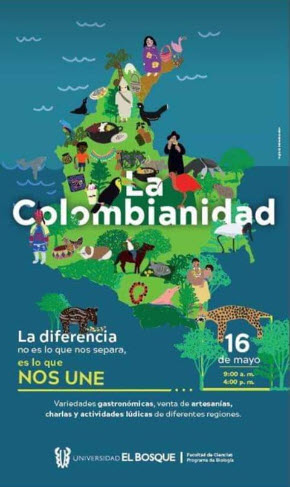 La
Colombianidad
La diferencia
no es lo que nos separa,
es lo que
NOS UNE
16
de mayo
9:00 a. m.
4:00 p. m.
Variedades gastronómicas, venta de artesanías,
charlas y actividades lúdicas de diferentes regiones.
UNIVERSIDAD EL BOSQUE
Facultad de Ciencias
Programa de Biología